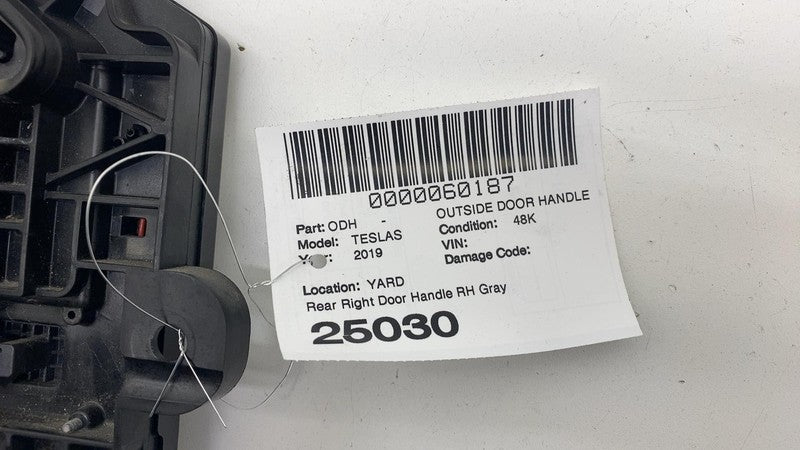 0000060187
Part: ODH - OUTSIDE DOOR HANDLE
Model: TESLAS Condition: 48K
2019 VIN:
Damage Code:
Location: YARD
Rear Right Door Handle RH Gray
25030